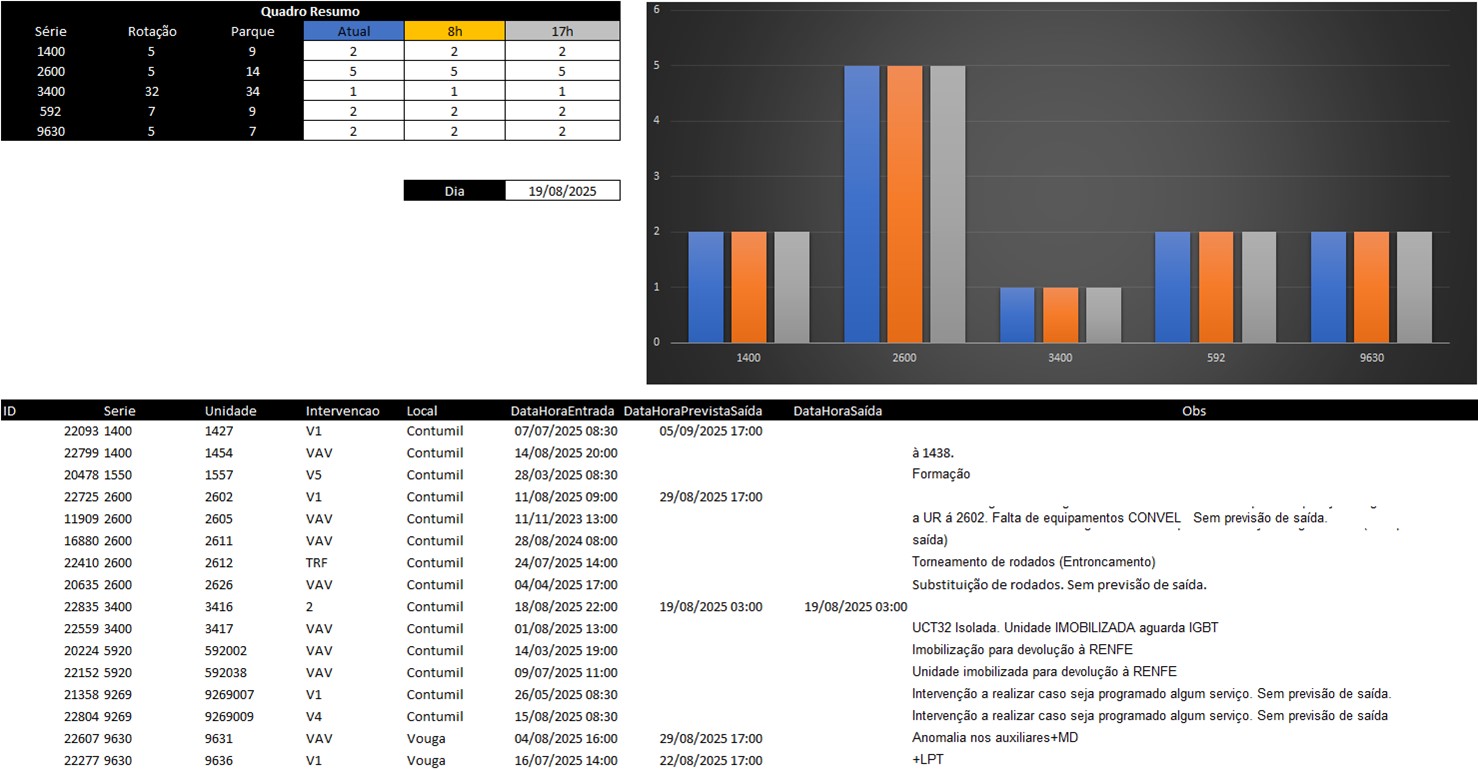 Quadro Resumo
Série Rotação Parque Atual 8h 17h
1400 5 9 2 2 2
2600 5 14 5 5 5
3400 32 34 1 1 1
592 7 9 2 2 2
9630 5 7 2 2 2
Dia 19/08/2025
6
5
4
3
2
1
0
1400 2600 3400 592 9630
ID Serie Unidade Intervencao Local DataHoraEntrada DataHoraPrevistaSaída DataHoraSaída Obs
22093 1400 1427 V1 Contumil 07/07/2025 08:30 05/09/2025 17:00
22799 1400 1454 VAV Contumil 14/08/2025 20:00 à 1438.
20478 1550 1557 V5 Contumil 28/03/2025 08:30 Formação
22725 2600 2602 V1 Contumil 11/08/2025 09:00 29/08/2025 17:00
11909 2600 2605 VAV Contumil 11/11/2023 13:00 a UR á 2602. Falta de equipamentos CONVEL Sem previsão de saída.
16880 2600 2611 VAV Contumil 28/08/2024 08:00 saída)
22410 2600 2612 TRF Contumil 24/07/2025 14:00 Torneamento de rodados (Entroncamento)
20635 2600 2626 VAV Contumil 04/04/2025 17:00 Substituição de rodados. Sem previsão de saída.
22835 3400 3416 2 Contumil 18/08/2025 22:00 19/08/2025 03:00 19/08/2025 03:00
22559 3400 3417 VAV Contumil 01/08/2025 13:00 UCT32 Isolada. Unidade IMOBILIZADA aguarda IGBT
20224 5920 592002 VAV Contumil 14/03/2025 19:00 Imobilização para devolução à RENFE
22152 5920 592038 VAV Contumil 09/07/2025 11:00 Unidade imobilizada para devolução à RENFE
21358 9269 9269007 V1 Contumil 26/05/2025 08:30 Intervenção a realizar caso seja programado algum serviço. Sem previsão de saída.
22804 9269 9269009 V4 Contumil 15/08/2025 08:30 Intervenção a realizar caso seja programado algum serviço. Sem previsão de saída
22607 9630 9631 VAV Vouga 04/08/2025 16:00 29/08/2025 17:00 Anomalia nos auxiliares+MD
22277 9630 9636 V1 Vouga 16/07/2025 14:00 22/08/2025 17:00 +LPT